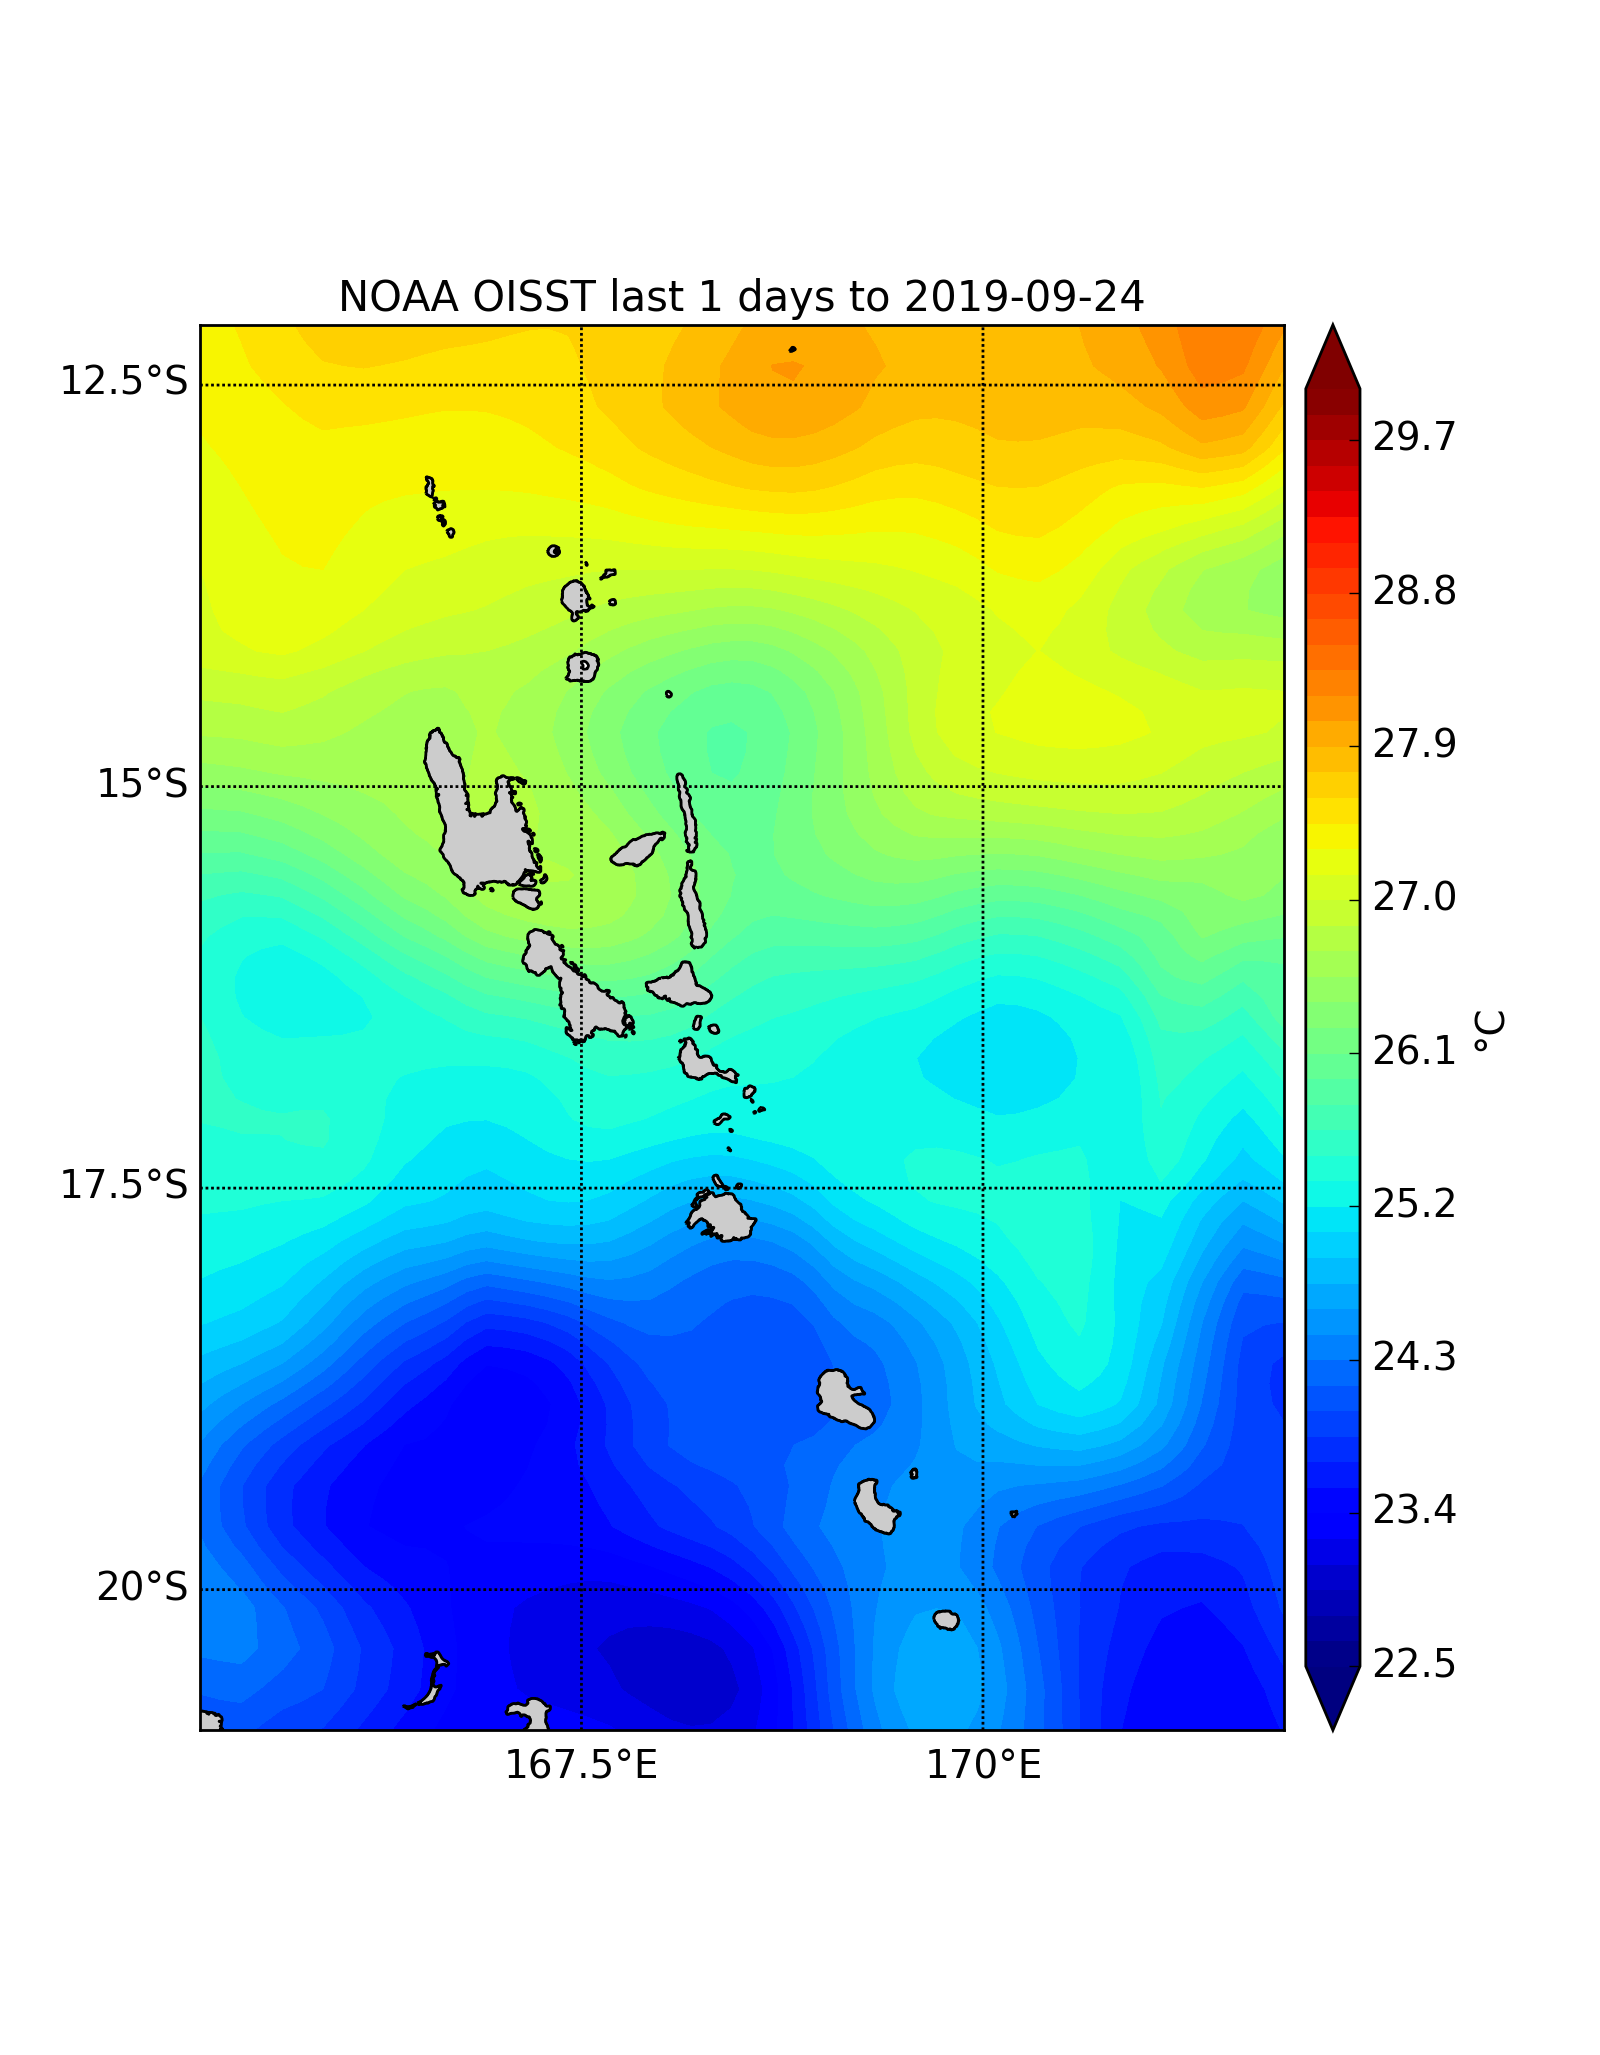 NOAA OISST last 1 days to 2019-09-24
12.5°S
15°S
17.5°S
20°S
167.5°E
170°E
29.7
28.8
27.9
27.0
26.1
25.2
24.3
23.4
22.5
°C